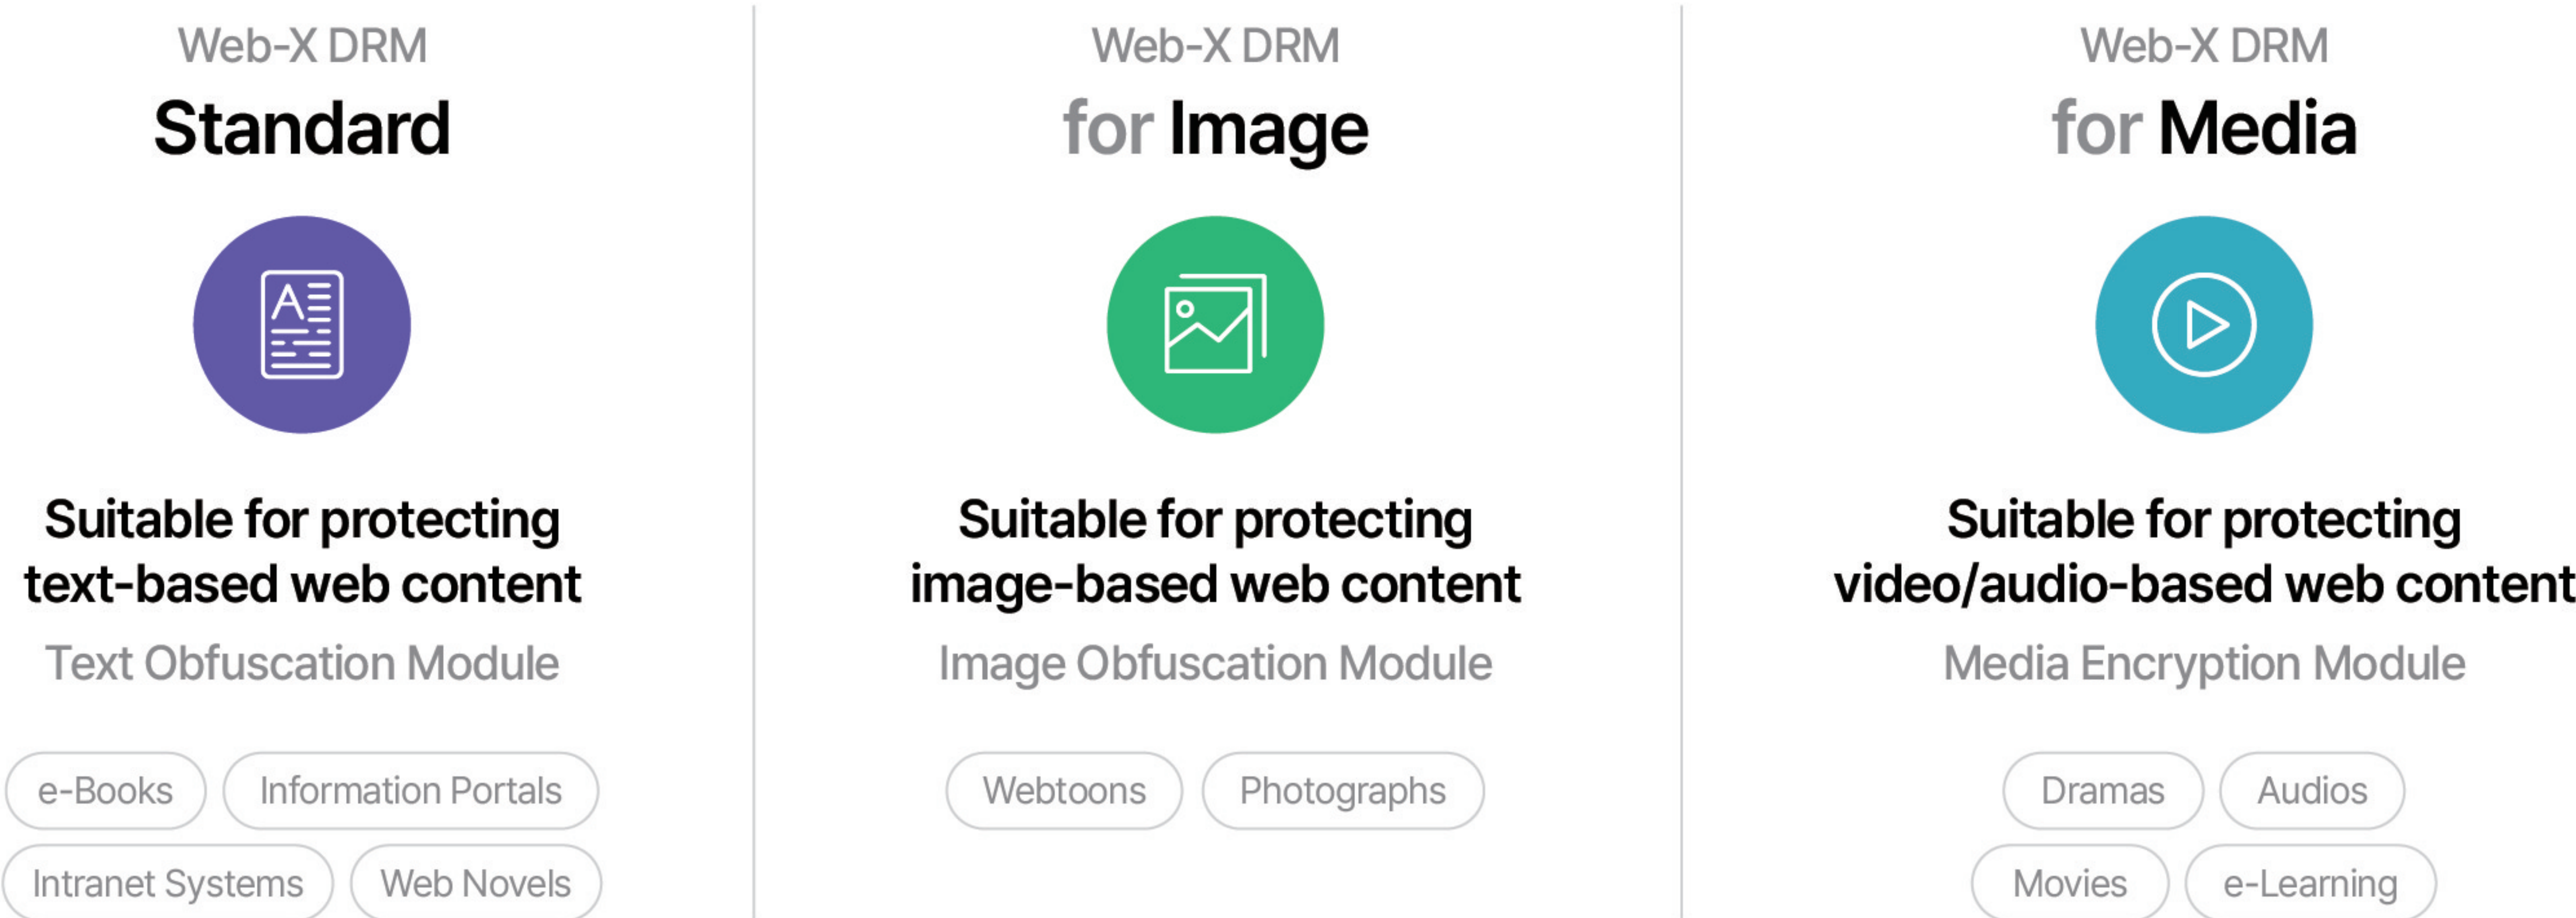 Web-X DRM
Standard
A
Suitable for protecting
text-based web content
Text Obfuscation Module
e-Books
Information Portals
Intranet Systems
Web Novels
Web-X DRM
for Image
Suitable for protecting
image-based web content
Image Obfuscation Module
Webtoons
Photographs
Web-X DRM
for Media
Suitable for protecting
video/audio-based web content
Media Encryption Module
Dramas
Audios
Movies
e-Learning